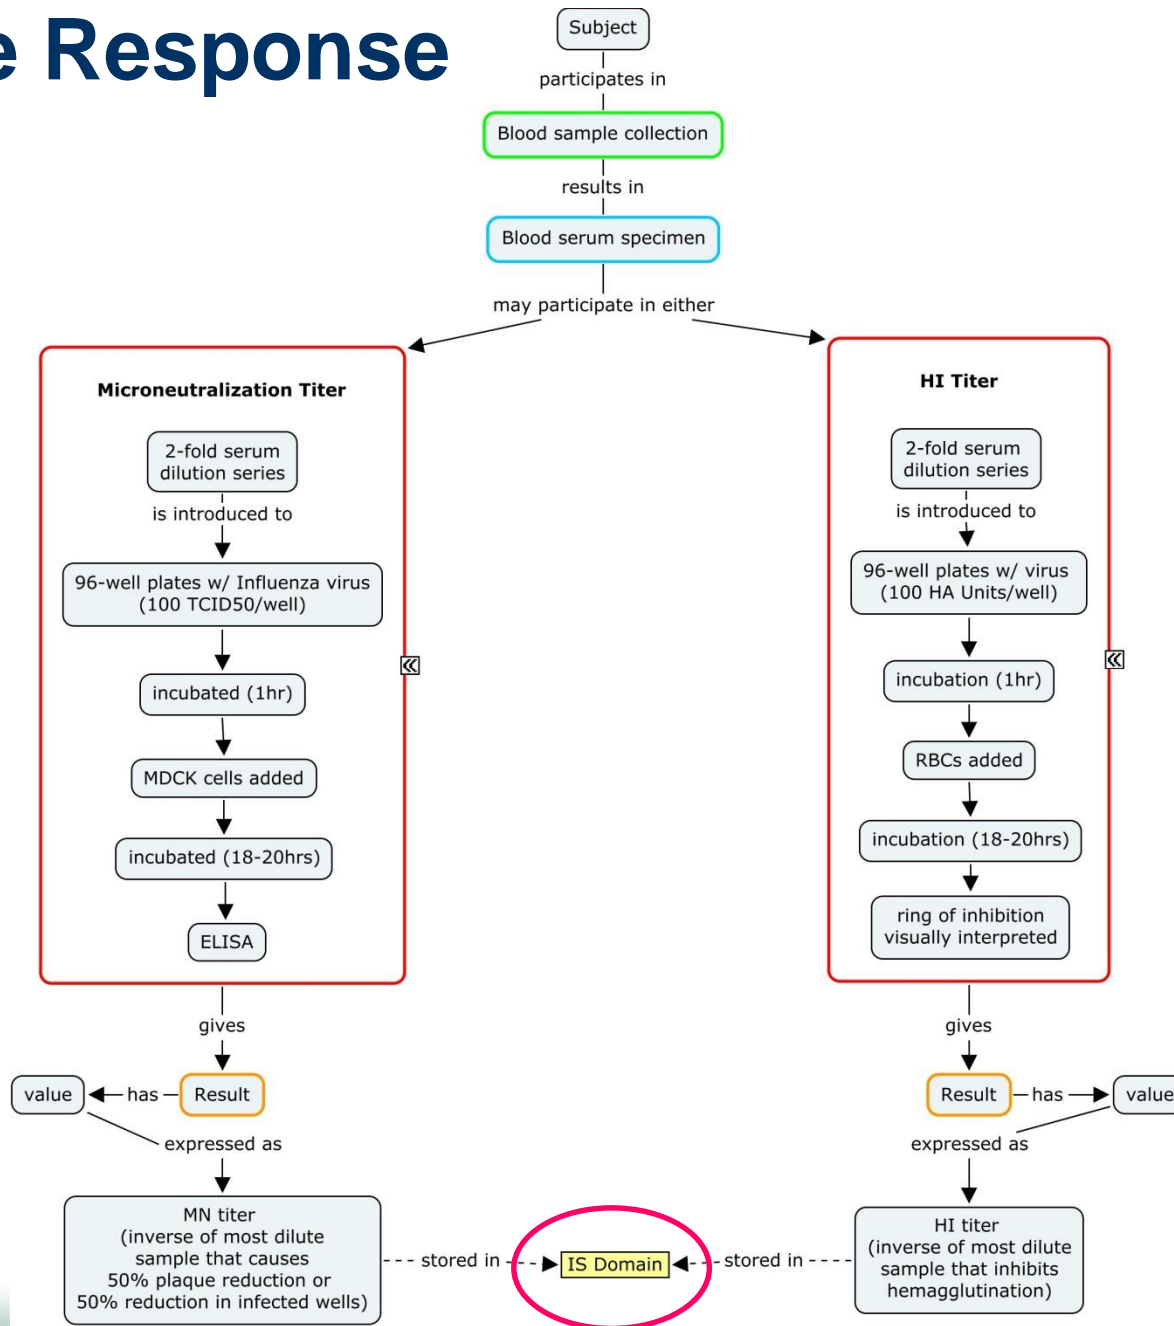 e Response
Subject
participates in
Blood sample collection
results in
Blood serum specimen
may participate in either
Microneutralization Titer
2-fold serum
dilution series
is introduced to
96-well plates w/ Influenza virus
(100 TCID50/well)
incubated (1hr)
MDCK cells added
incubated (18-20hrs)
ELISA
gives
Result
has
value
expressed as
MN titer
(inverse of most dilute
sample that causes
50% plaque reduction or
50% reduction in infected wells)
stored in
IS Domain
HI Titer
2-fold serum
dilution series
is introduced to
96-well plates w/ virus
(100 HA Units/well)
incubation (1hr)
RBCs added
incubation (18-20hrs)
ring of inhibition
visually interpreted
gives
Result
has
value
expressed as
HI titer
(inverse of most dilute
sample that inhibits
hemagglutination)
stored in